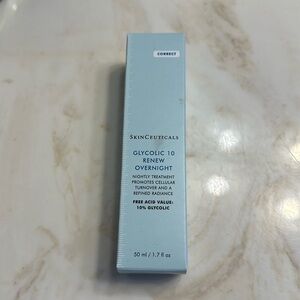 CORRECT
SKINCEUTICALS
GLYCOLIC 10
RENEW
OVERNIGHT
NIGHTLY TREATMENT
PROMOTES CELLULAR
TURNOVER AND A
REFINED RADIANCE
FREE ACID VALUE:
10% GLYCOLIC
50 ml / 1.7 fl oz